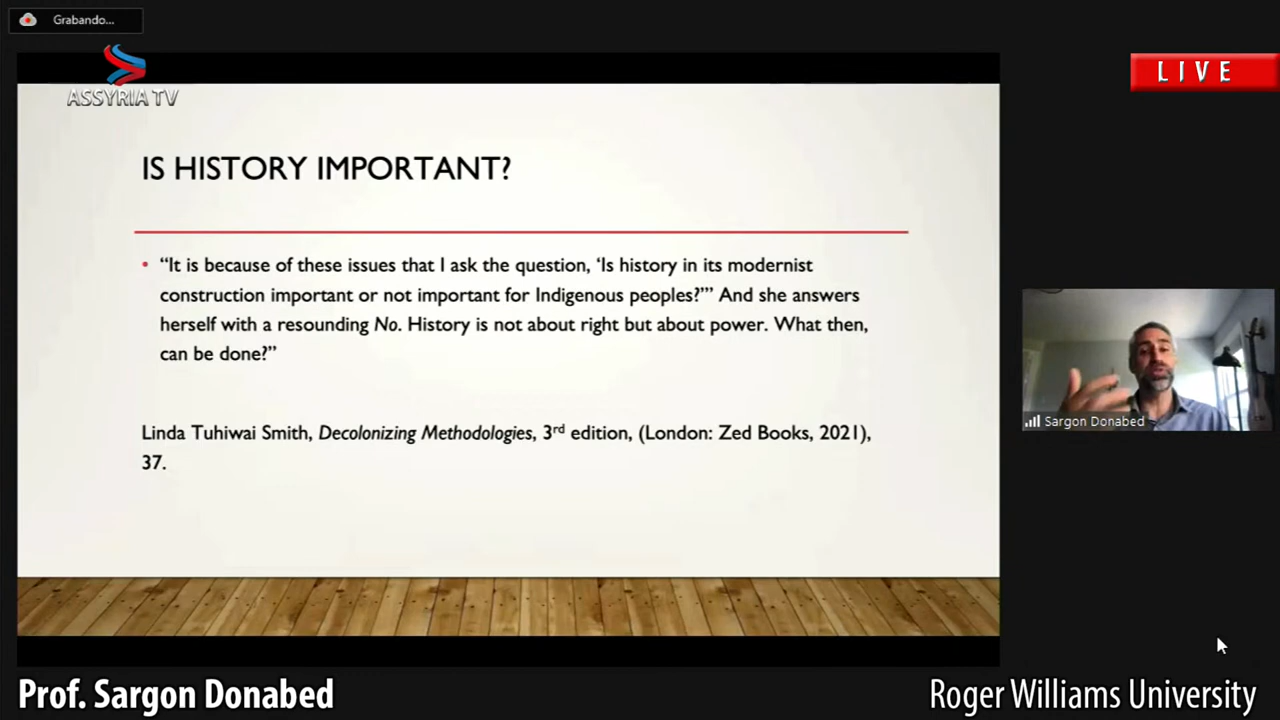 Grabando...
ASSYRIA TV
LIVE
IS HISTORY IMPORTANT?
• “It is because of these issues that I ask the question, ‘Is history in its modernist
construction important or not important for Indigenous peoples?’” And she answers
herself with a resounding No. History is not about right but about power. What then,
can be done?”
Linda Tuhiwai Smith, Decolonizing Methodologies, 3rd edition, (London: Zed Books, 2021),
37.
Sargon Donabed
Prof. Sargon Donabed
Roger Williams University